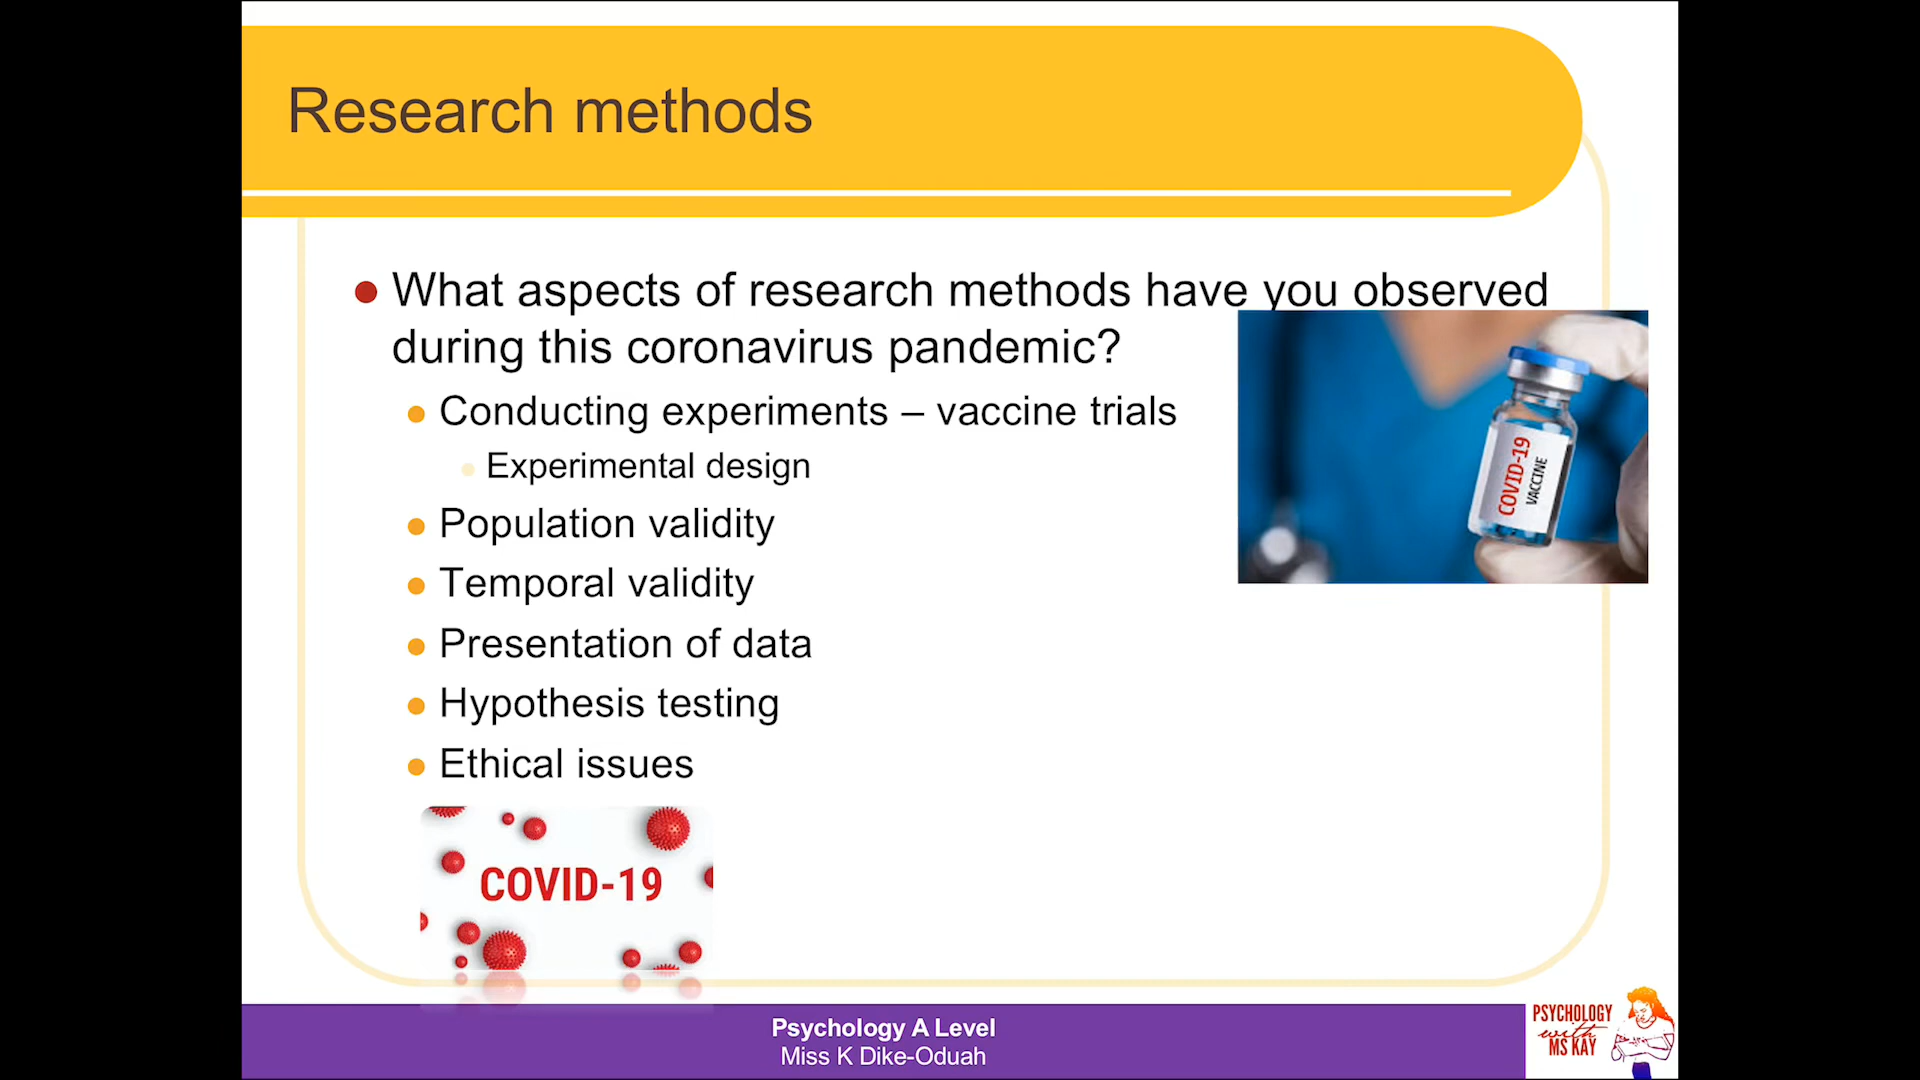 Research methods
What aspects of research methods have you observed
during this coronavirus pandemic?
Conducting experiments – vaccine trials
Experimental design
Population validity
Temporal validity
Presentation of data
Hypothesis testing
Ethical issues
COVID-19
VACCINE
COVID-19
Psychology A Level
Miss K Dike-Oduah
PSYCHOLOGY
with
MS KAY